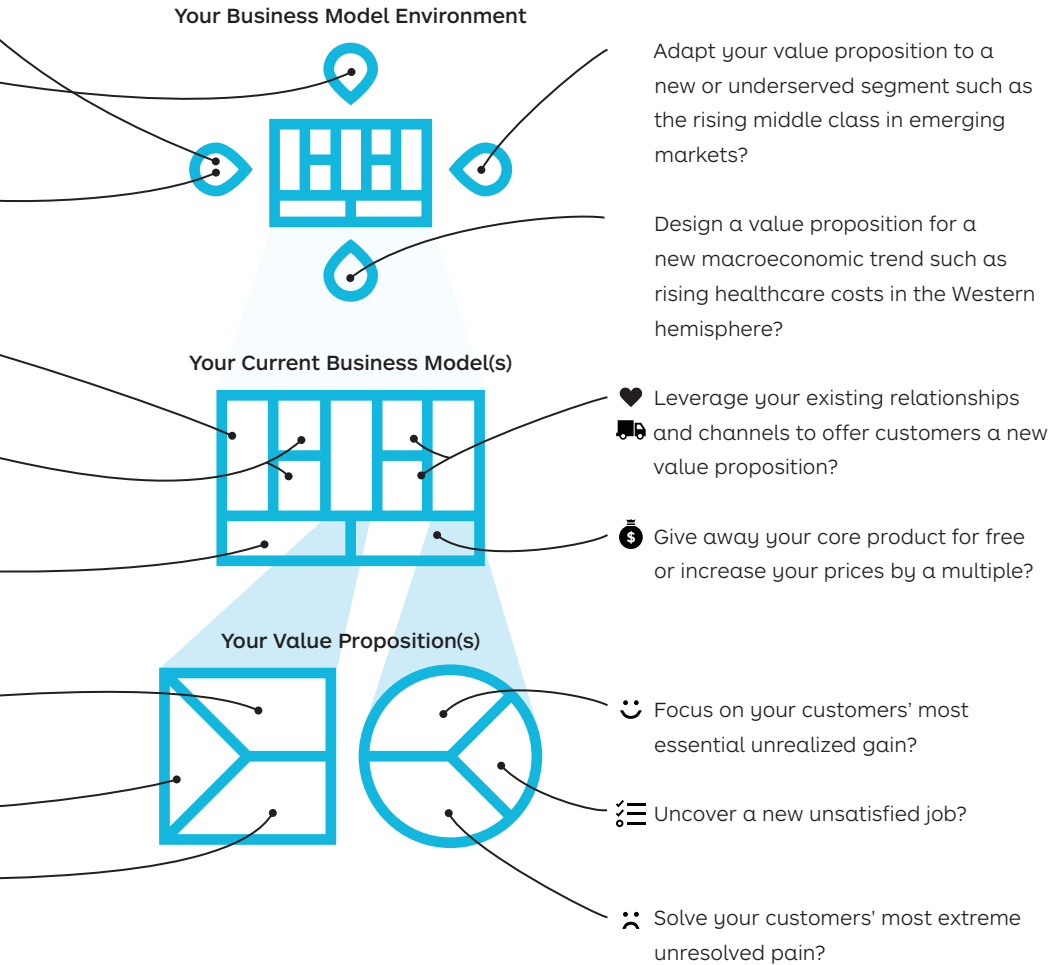 Your Business Model Environment
Adapt your value proposition to a
new or underserved segment such as
the rising middle class in emerging
markets?
Design a value proposition for a
new macroeconomic trend such as
rising healthcare costs in the Western
hemisphere?
Your Current Business Model(s)
Leverage your existing relationships
and channels to offer customers a new
value proposition?
$ Give away your core product for free
or increase your prices by a multiple?
Your Value Proposition(s)
Focus on your customers’ most
essential unrealized gain?
Uncover a new unsatisfied job?
Solve your customers' most extreme
unresolved pain?